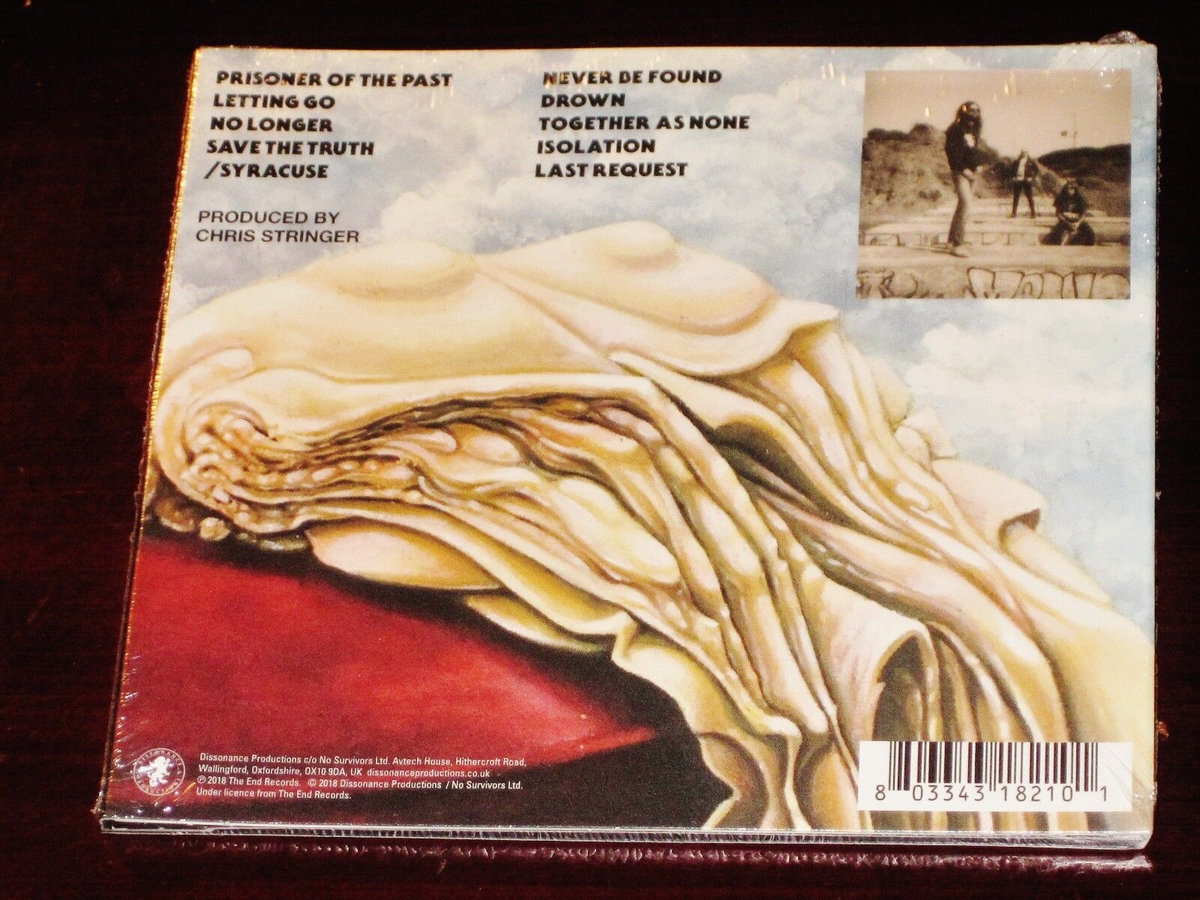 PRISONER OF THE PAST
LETTING GO
NO LONGER
SAVE THE TRUTH
/SYRACUSE
NEVER BE FOUND
DROWN
TOGETHER AS NONE
ISOLATION
LAST REQUEST
PRODUCED BY
CHRIS STRINGER
Dissonance Productions c/o No Survivors Ltd. Avtech House, Hithercroft Road,
Wallingford, Oxfordshire, OX10 9DA, UK dissonanceproductions.co.uk
℗ 2018 The End Records. © 2018 Dissonance Productions / No Survivors Ltd.
Under licence from The End Records.
8 03343 18210 1